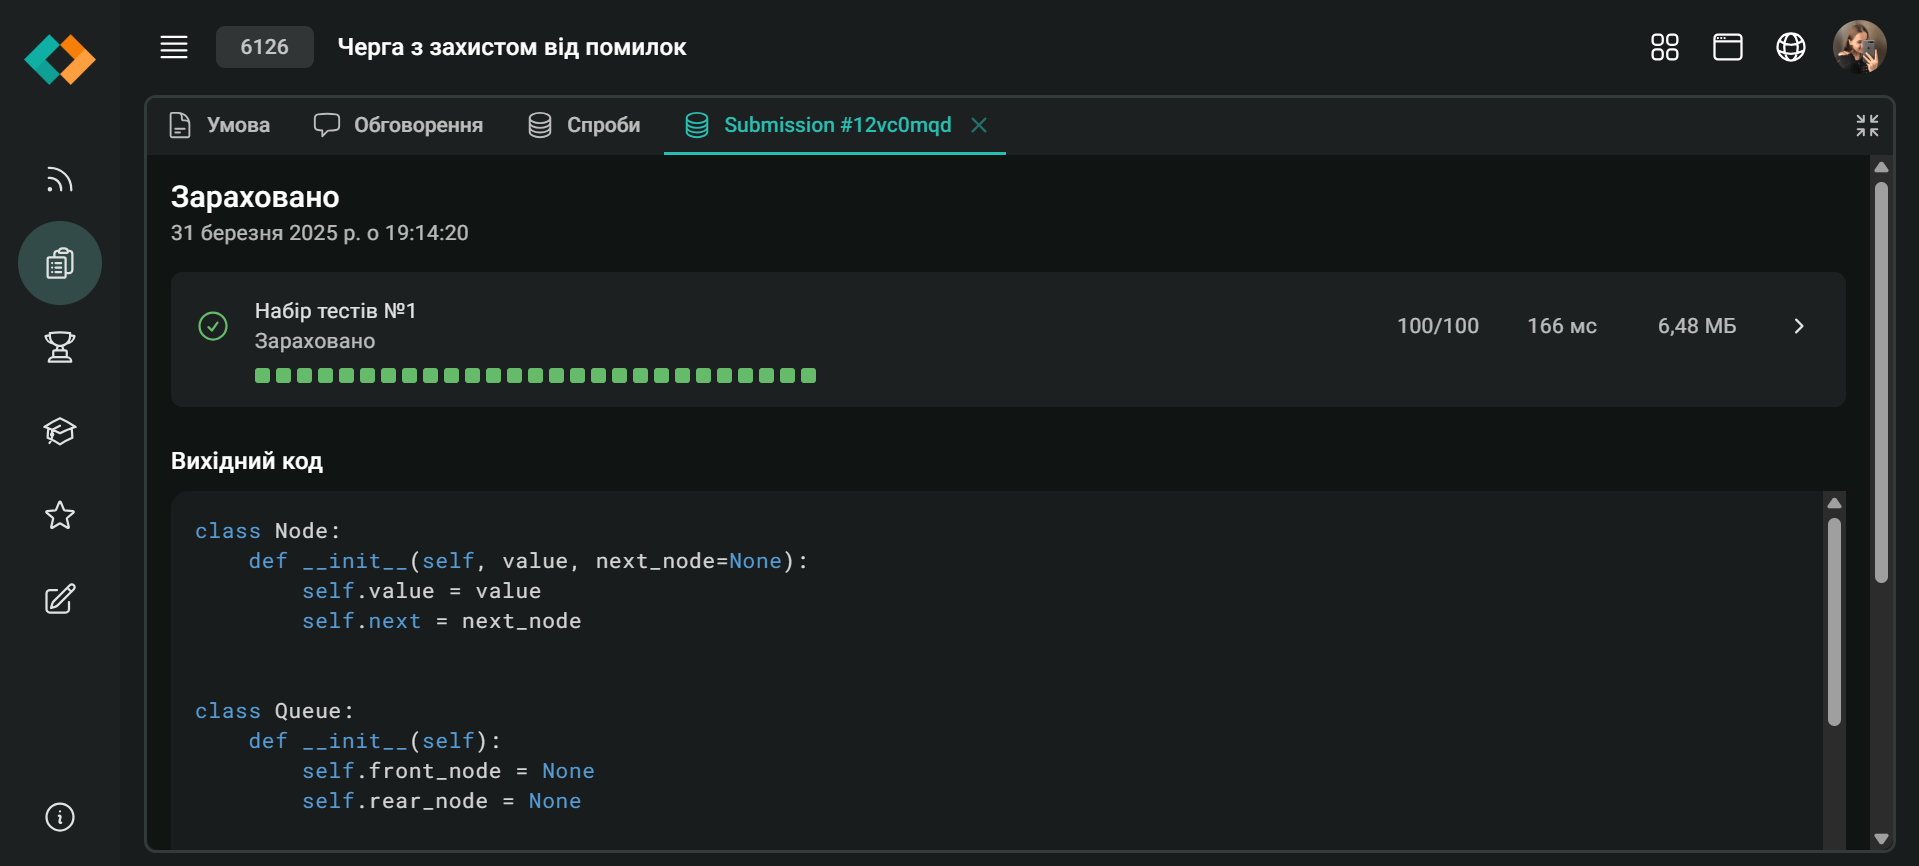 6126 Черга з захистом від помилок
Умова Обговорення Спроби Submission #12vc0mqd
Зараховано
31 березня 2025 р. о 19:14:20
Набір тестів №1
Зараховано
100/100 166 мс 6,48 МБ
Вихідний код
class Node:
    def __init__(self, value, next_node=None):
        self.value = value
        self.next = next_node
class Queue:
    def __init__(self):
        self.front_node = None
        self.rear_node = None